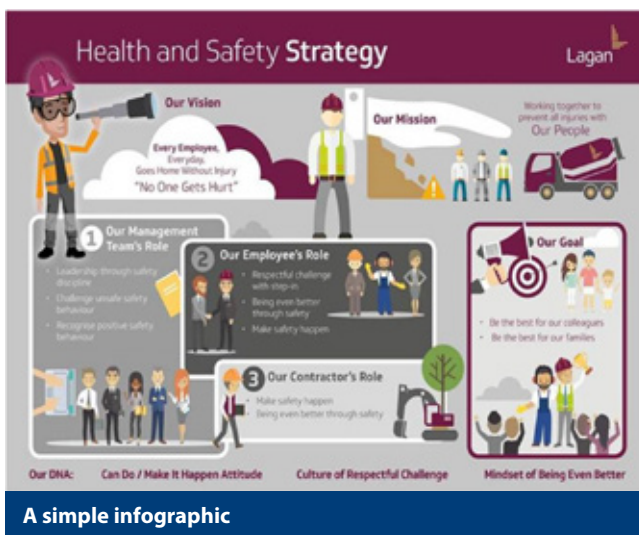 Health and Safety Strategy
Lagan
Our Vision
Every Employee,
Everyday,
Goes Home Without Injury
"No One Gets Hurt"
Our Mission
Working together to
prevent all injuries with
Our People
1 Our Management
Team's Role
Leadership through safety
discipline
Challenge unsafe safety
behaviour
Recognise positive safety
behaviour
2 Our Employee's Role
Respectful challenge
with step-in
Being even better
through safety
Make safety happen
3 Our Contractor's Role
Make safety happen
Being even better through safety
Our Goal
Be the best for our colleagues
Be the best for our families
Our DNA: Can Do / Make It Happen Attitude Culture of Respectful Challenge Mindset of Being Even Better
A simple infographic